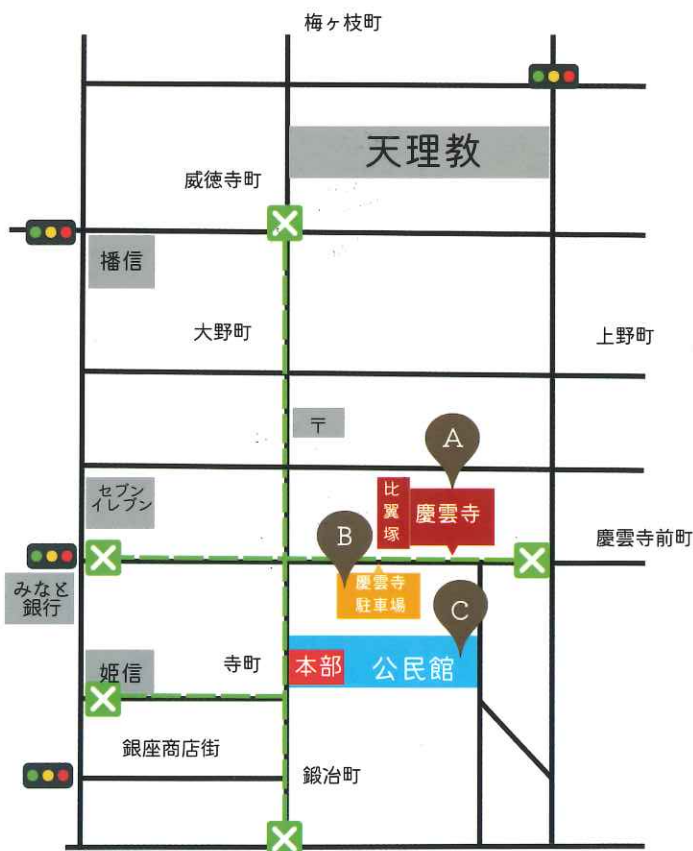 梅ヶ枝町
天理教
威徳寺町
播信
大野町
上野町
〒
A
セブン
イレブン
比翼塚
慶雲寺
B
慶雲寺前町
みなと
銀行
慶雲寺
駐車場
C
姫信
寺町
本部
公民館
銀座商店街
鍛冶町